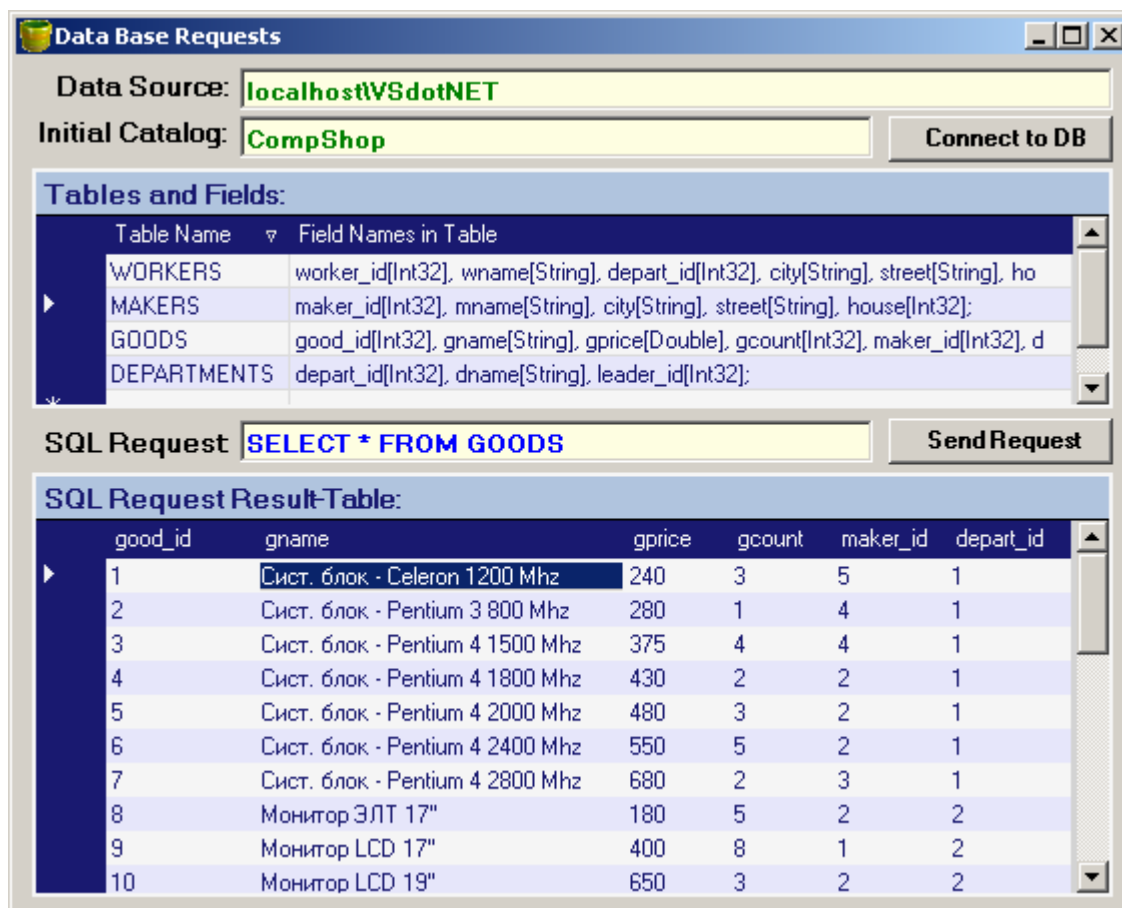 Data Base Requests
Data Source: localhost\VSdotNET
Initial Catalog: CompShop Connect to DB
Tables and Fields:
Table Name Field Names in Table
WORKERS worker_id[Int32], wname[String], depart_id[Int32], city[String], street[String], ho
MAKERS maker_id[Int32], mname[String], city[String], street[String], house[Int32];
GOODS good_id[Int32], gname[String], gprice[Double], gcount[Int32], maker_id[Int32], d
DEPARTMENTS depart_id[Int32], dname[String], leader_id[Int32];
SQL Request SELECT * FROM GOODS Send Request
SQL Request Result-Table:
good_id gname gprice gcount maker_id depart_id
1 Сист. блок - Celeron 1200 Mhz 240 3 5 1
2 Сист. блок - Pentium 3 800 Mhz 280 1 4 1
3 Сист. блок - Pentium 4 1500 Mhz 375 4 4 1
4 Сист. блок - Pentium 4 1800 Mhz 430 2 2 1
5 Сист. блок - Pentium 4 2000 Mhz 480 3 2 1
6 Сист. блок - Pentium 4 2400 Mhz 550 5 2 1
7 Сист. блок - Pentium 4 2800 Mhz 680 2 3 1
8 Монитор ЭЛТ 17" 180 5 2 2
9 Монитор LCD 17" 400 8 1 2
10 Монитор LCD 19" 650 3 2 2